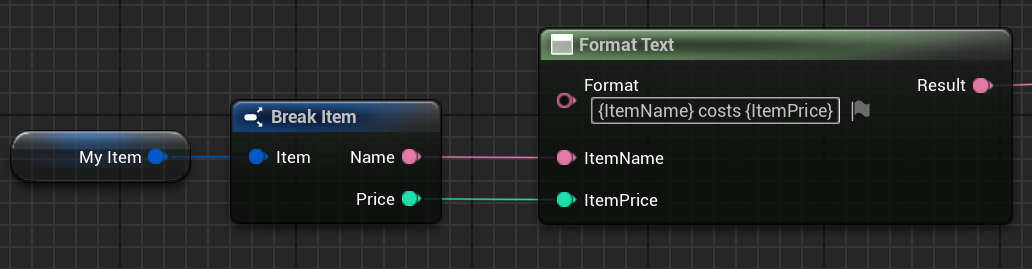 My Item
Break Item
Item
Name
Price
Format Text
Format
{ItemName} costs {ItemPrice}
ItemName
ItemPrice
Result